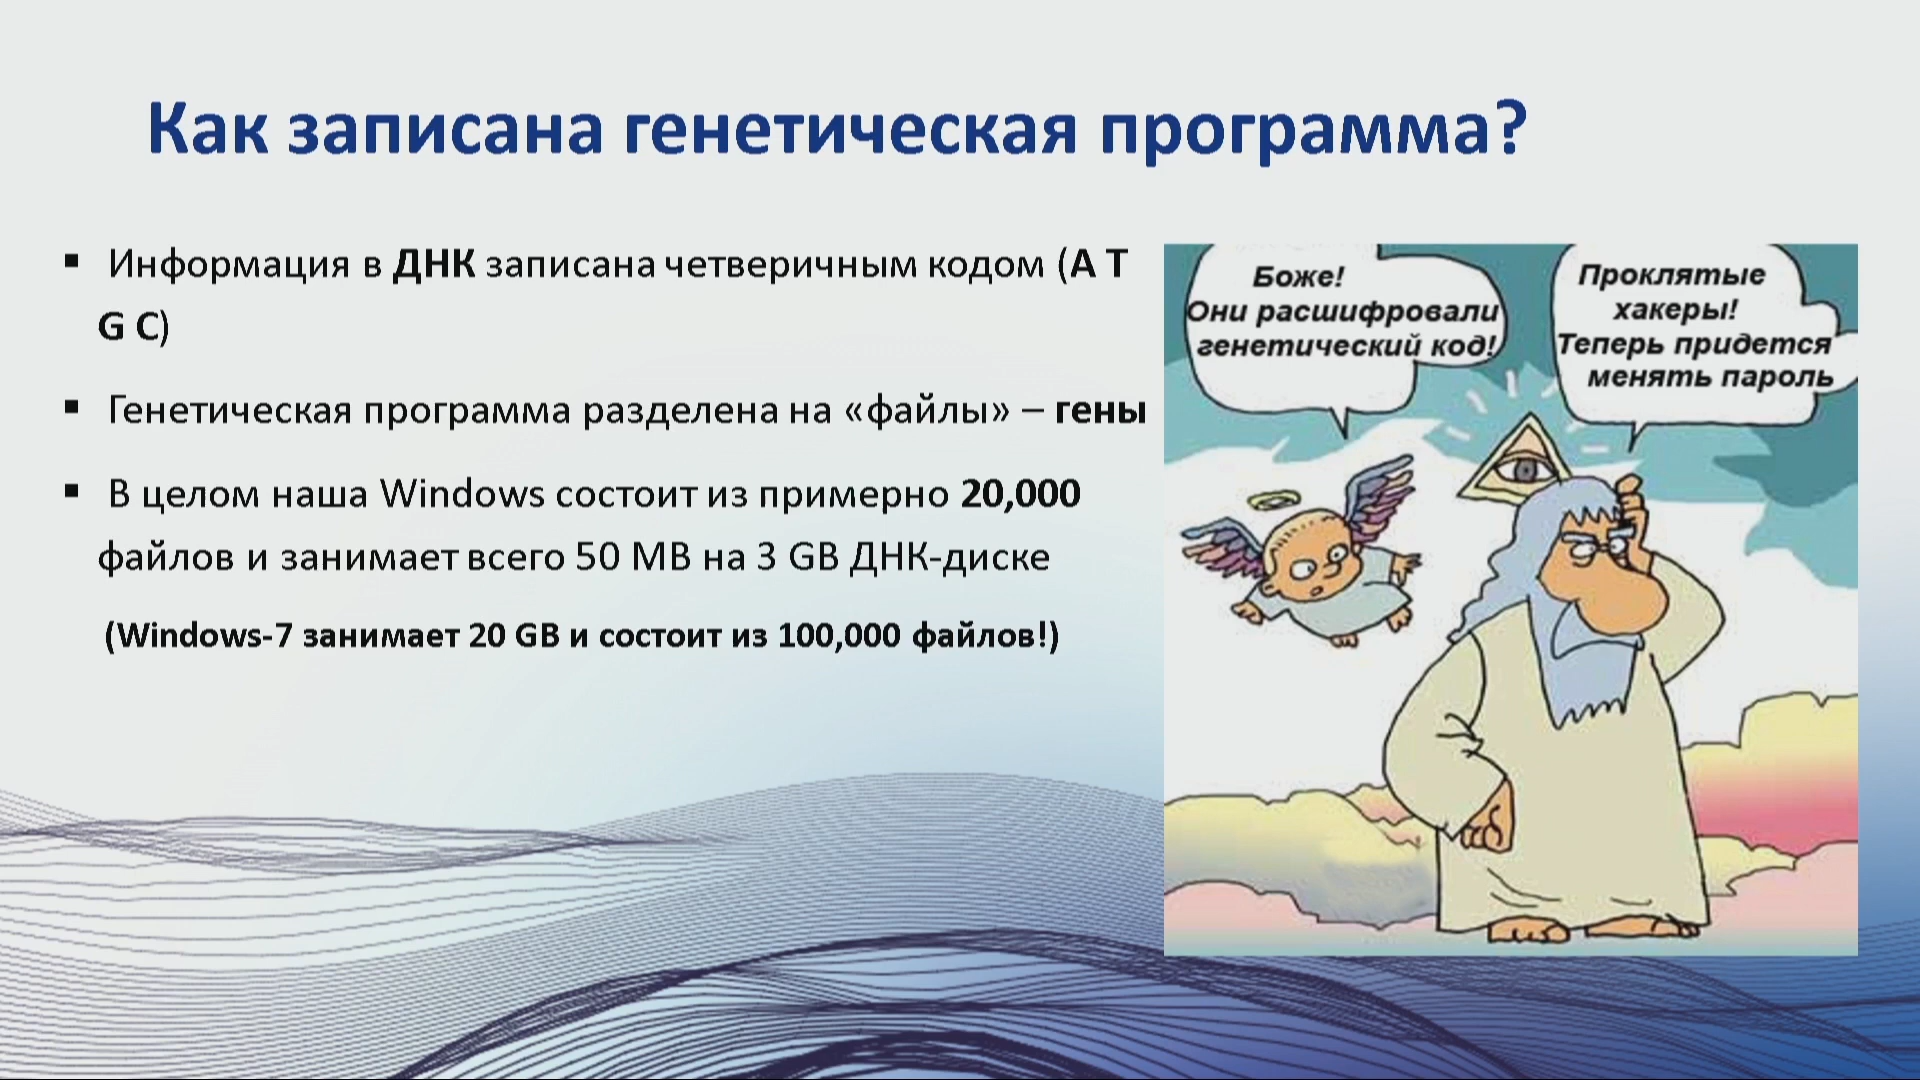 Как записана генетическая программа?
▪ Информация в ДНК записана четверичным кодом (A T
G C)
▪ Генетическая программа разделена на «файлы» – гены
▪ В целом наша Windows состоит из примерно 20,000
файлов и занимает всего 50 MB на 3 GB ДНК-диске
(Windows-7 занимает 20 GB и состоит из 100,000 файлов!)
Боже!
Они расшифровали
генетический код!
Проклятые
хакеры!
Теперь придется
менять пароль